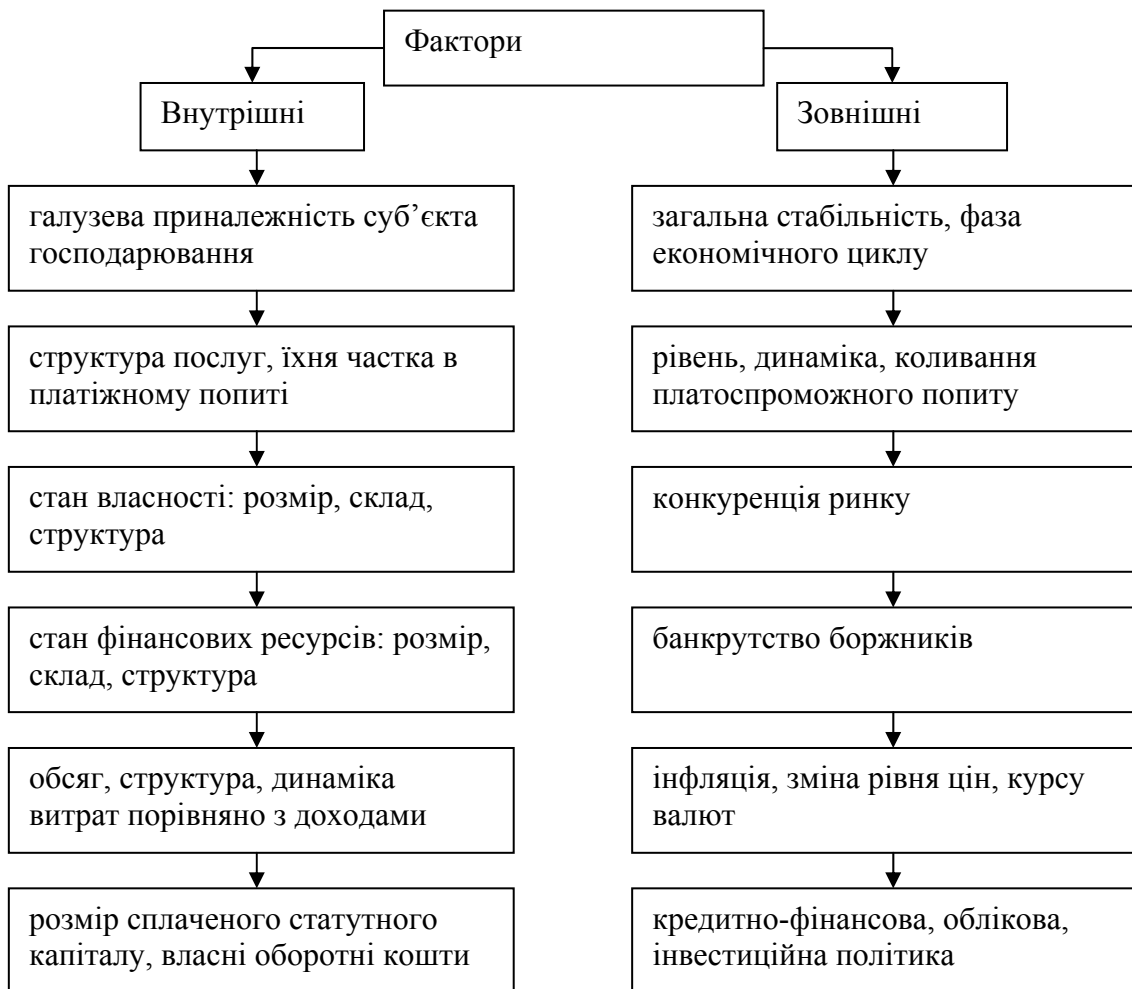 Фактори
Внутрішні
Зовнішні
галузева приналежність суб’єкта
господарювання
загальна стабільність, фаза
економічного циклу
структура послуг, їхня частка в
платіжному попиті
рівень, динаміка, коливання
платоспроможного попиту
стан власності: розмір, склад,
структура
конкуренція ринку
стан фінансових ресурсів: розмір,
склад, структура
банкрутство боржників
обсяг, структура, динаміка
витрат порівняно з доходами
інфляція, зміна рівня цін, курсу
валют
розмір сплаченого статутного
капіталу, власні оборотні кошти
кредитно-фінансова, облікова,
інвестиційна політика